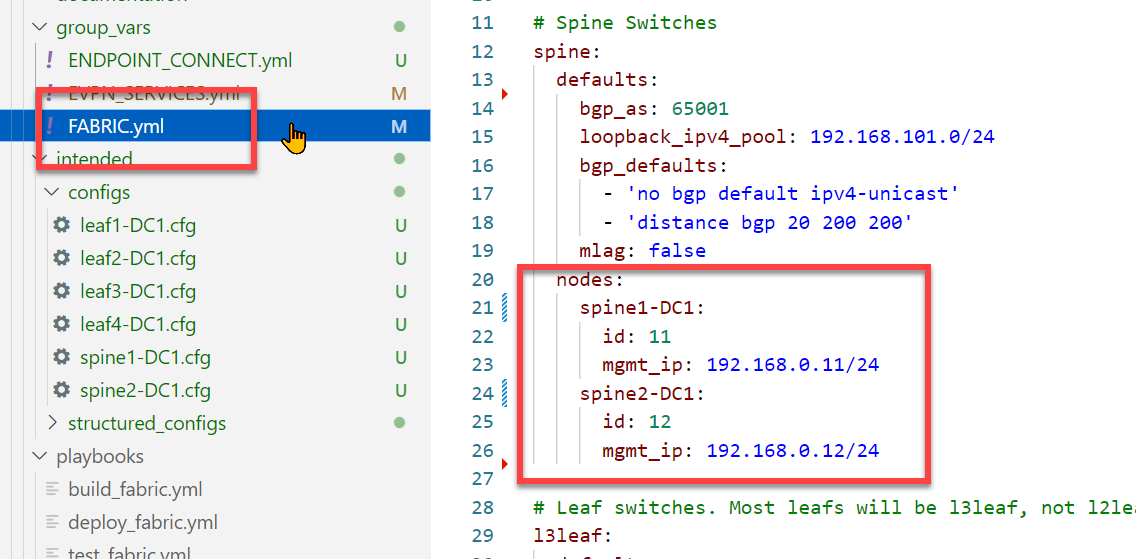 documentation
group_vars
! ENDPOINT_CONNECT.yml U
! EVPN_SERVICES.yml M
! FABRIC.yml M
intended
configs
leaf1-DC1.cfg U
leaf2-DC1.cfg U
leaf3-DC1.cfg U
leaf4-DC1.cfg U
spine1-DC1.cfg U
spine2-DC1.cfg U
structured_configs
playbooks
build_fabric.yml
deploy_fabric.yml
test_fabric.yml
11 # Spine Switches
12 spine:
13 defaults:
14 bgp_as: 65001
15 loopback_ipv4_pool: 192.168.101.0/24
16 bgp_defaults:
17 - 'no bgp default ipv4-unicast'
18 - 'distance bgp 20 200 200'
19 mlag: false
20 nodes:
21 spine1-DC1:
22 id: 11
23 mgmt_ip: 192.168.0.11/24
24 spine2-DC1:
25 id: 12
26 mgmt_ip: 192.168.0.12/24
27
28 # Leaf switches. Most leafs will be l3leaf, not l2lea
29 l3leaf: